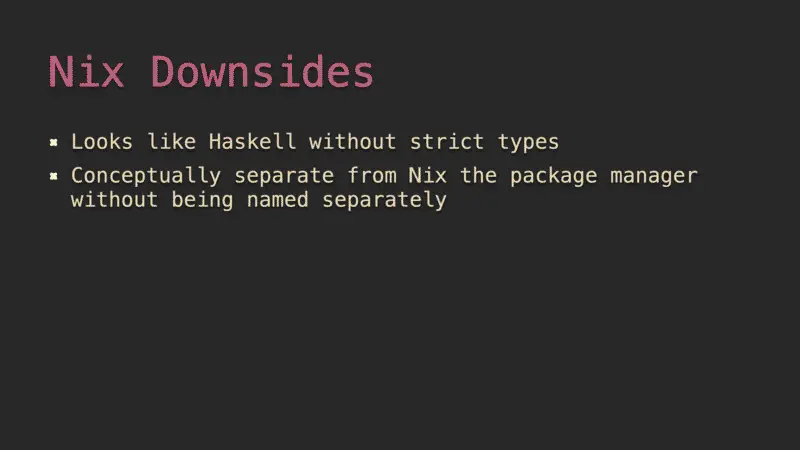 Nix Downsides
Looks like Haskell without strict types
Conceptually separate from Nix the package manager
without being named separately